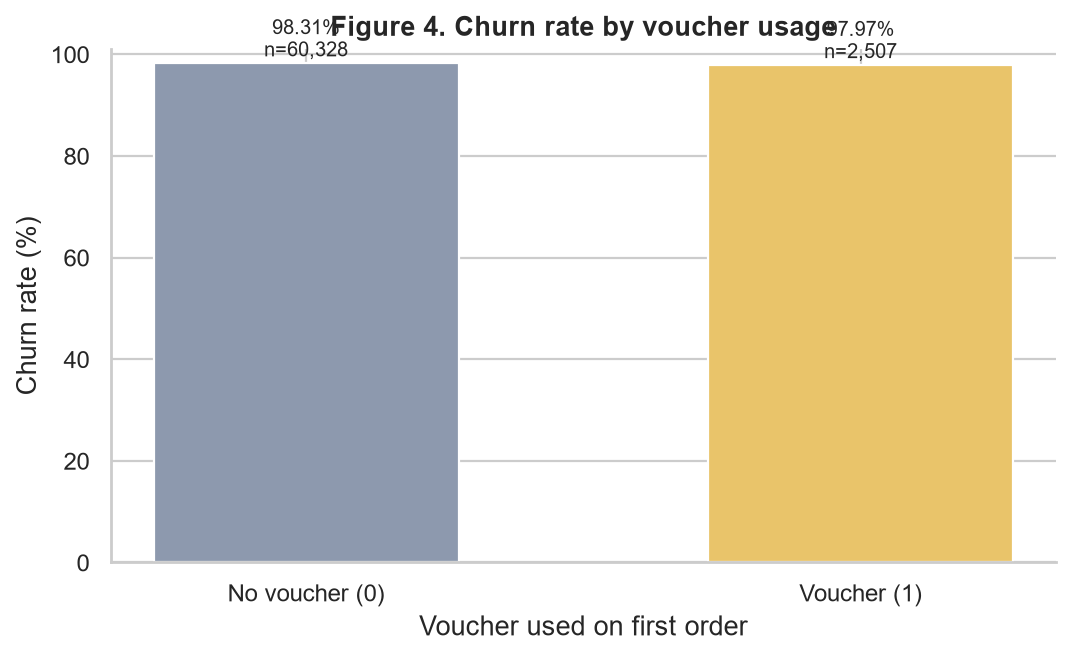 Figure 4. Churn rate by voucher usage
98.31%
n=60,328
97.97%
n=2,507
100
80
60
40
20
0
Churn rate (%)
No voucher (0)
Voucher (1)
Voucher used on first order